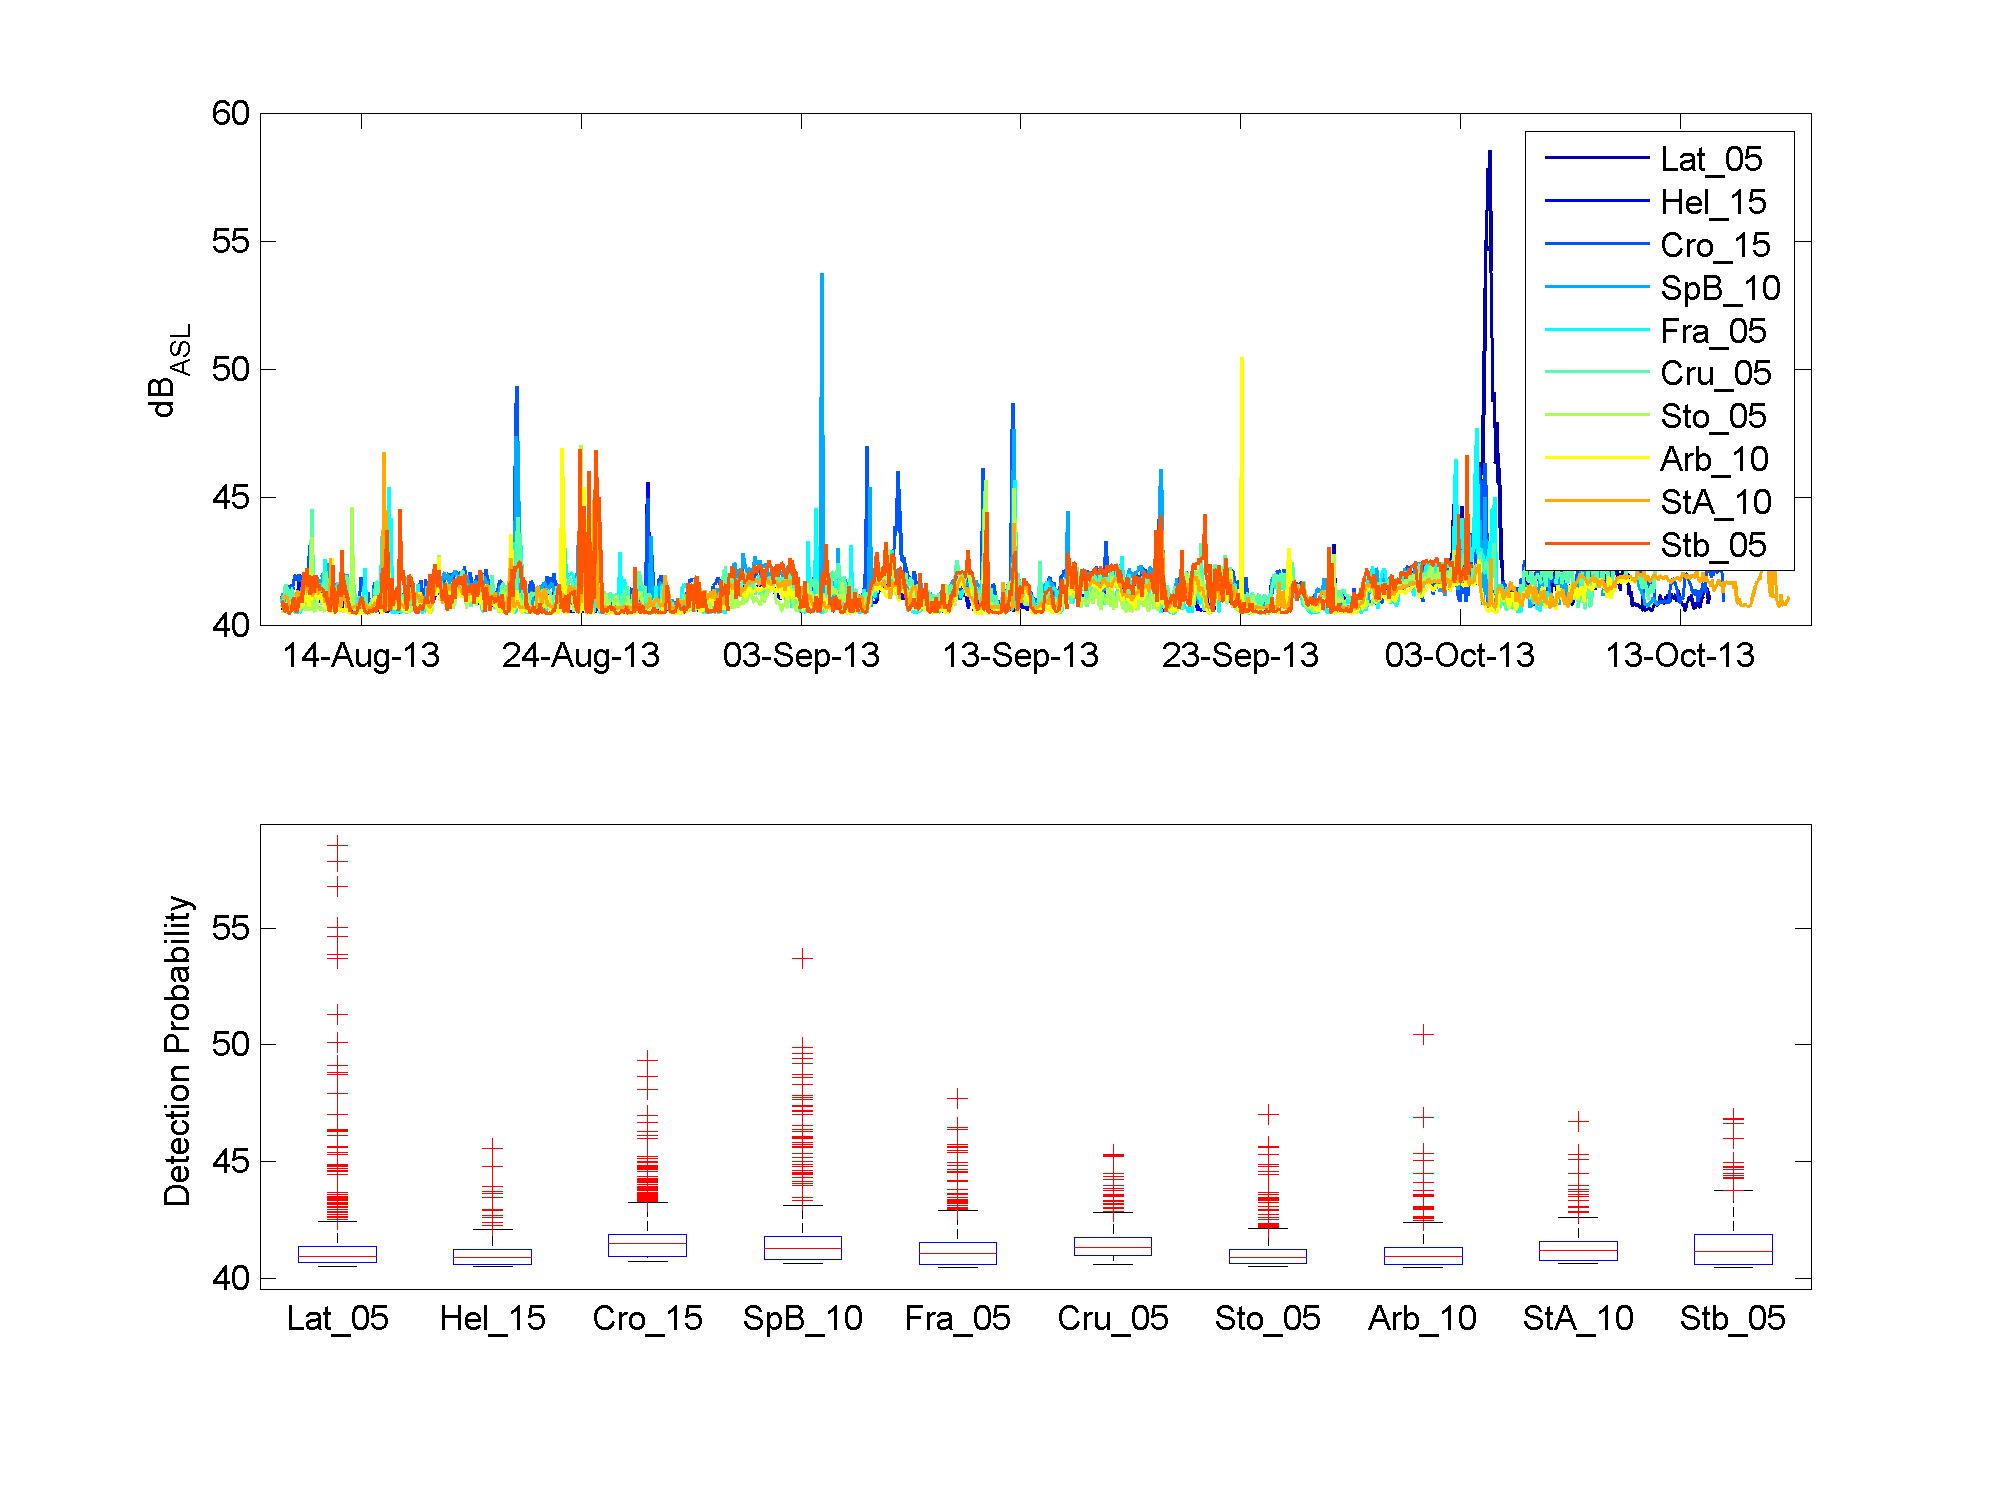 60
55
50
45
40
dB_ASL
14-Aug-13 24-Aug-13 03-Sep-13 13-Sep-13 23-Sep-13 03-Oct-13 13-Oct-13
Lat_05
Hel_15
Cro_15
SpB_10
Fra_05
Cru_05
Sto_05
Arb_10
StA_10
Stb_05
Detection Probability
55
50
45
40
Lat_05 Hel_15 Cro_15 SpB_10 Fra_05 Cru_05 Sto_05 Arb_10 StA_10 Stb_05